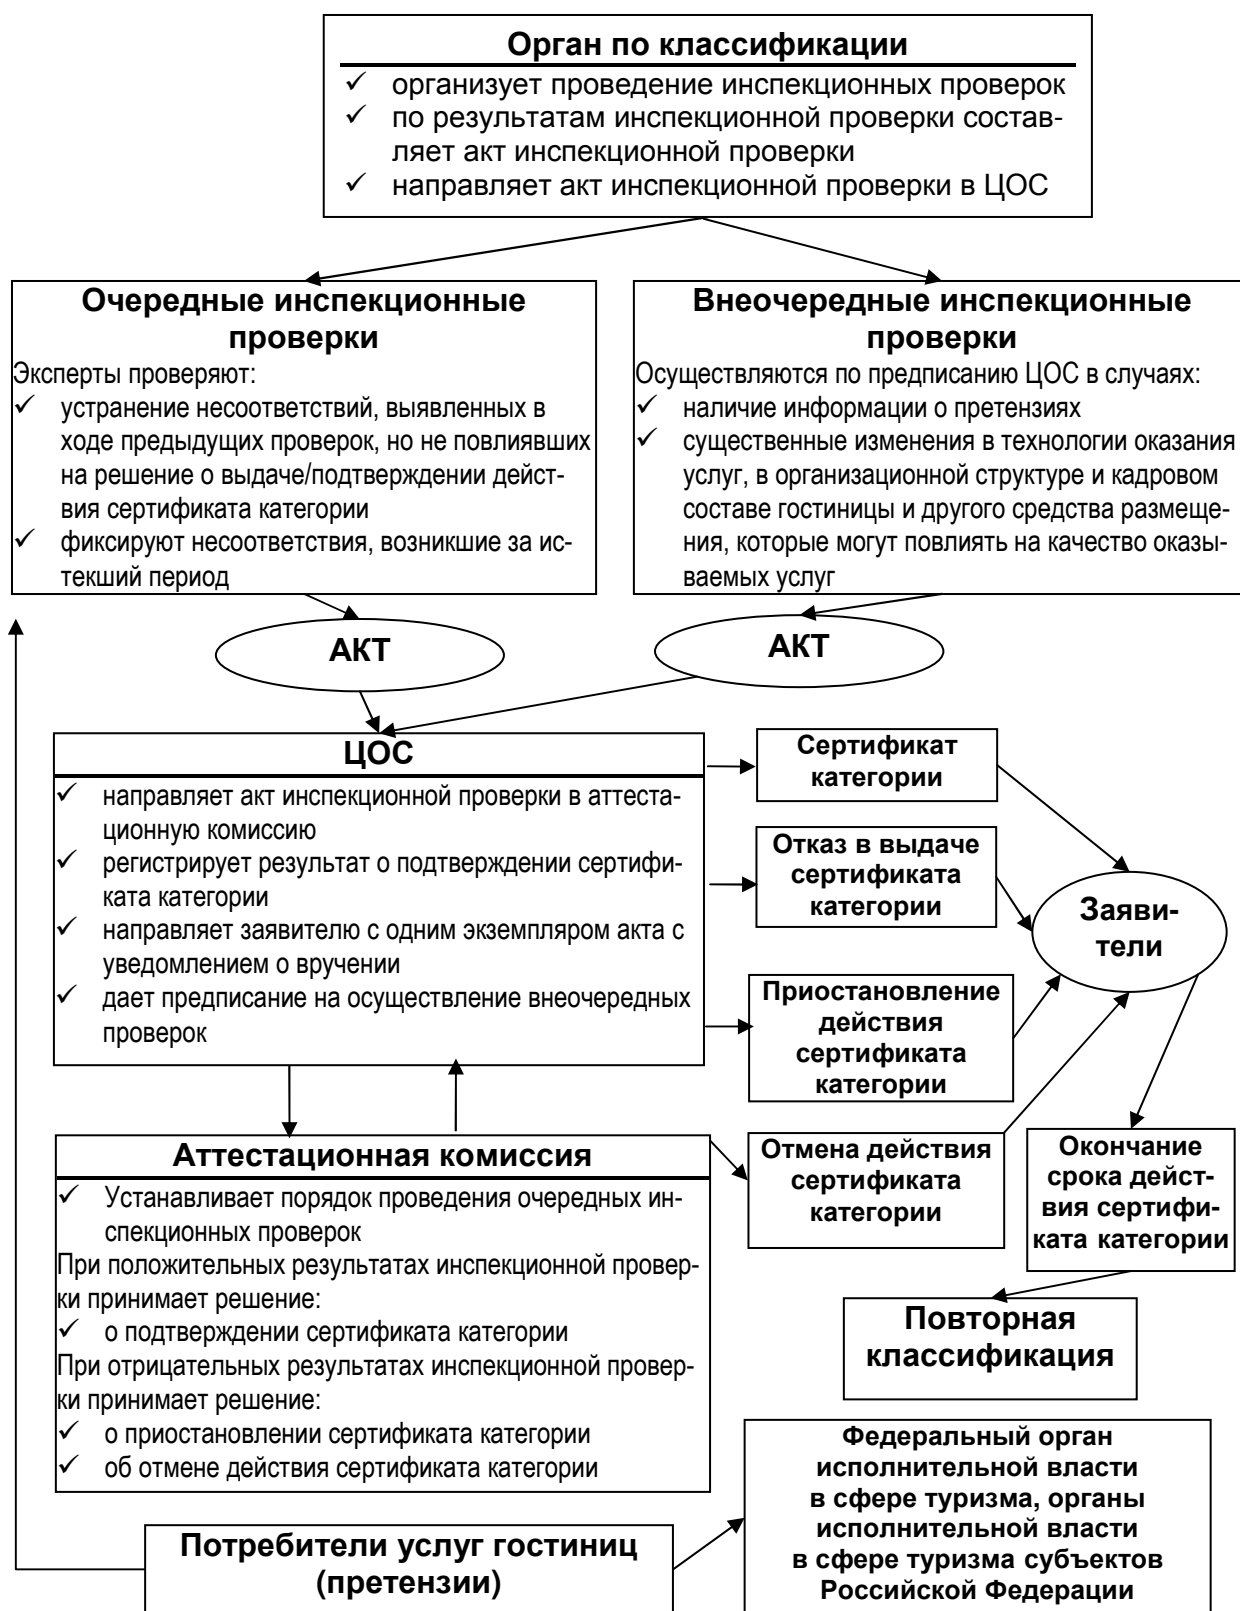 Орган по классификации
✓ организует проведение инспекционных проверок
✓ по результатам инспекционной проверки состав-
ляет акт инспекционной проверки
✓ направляет акт инспекционной проверки в ЦОС
Очередные инспекционные
проверки
Эксперты проверяют:
✓ устранение несоответствий, выявленных в
ходе предыдущих проверок, но не повлиявших
на решение о выдаче/подтверждении дейст-
вия сертификата категории
✓ фиксируют несоответствия, возникшие за ис-
текший период
Внеочередные инспекционные
проверки
Осуществляются по предписанию ЦОС в случаях:
✓ наличие информации о претензиях
✓ существенные изменения в технологии оказания
услуг, в организационной структуре и кадровом
составе гостиницы и другого средства размеще-
ния, которые могут повлиять на качество оказы-
ваемых услуг
АКТ
АКТ
ЦОС
✓ направляет акт инспекционной проверки в аттеста-
ционную комиссию
✓ регистрирует результат о подтверждении сертифи-
ката категории
✓ направляет заявителю с одним экземпляром акта с
уведомлением о вручении
✓ дает предписание на осуществление внеочередных
проверок
Сертификат
категории
Отказ в выдаче
сертификата
категории
Приостановление
действия
сертификата
категории
Отмена действия
сертификата
категории
Заяви-
тели
Окончание
срока дейст-
вия сертифи-
ката категории
Повторная
классификация
Аттестационная комиссия
✓ Устанавливает порядок проведения очередных ин-
спекционных проверок
При положительных результатах инспекционной провер-
ки принимает решение:
✓ о подтверждении сертификата категории
При отрицательных результатах инспекционной провер-
ки принимает решение:
✓ о приостановлении сертификата категории
✓ об отмене действия сертификата категории
Потребители услуг гостиниц
(претензии)
Федеральный орган
исполнительной власти
в сфере туризма, органы
исполнительной власти
в сфере туризма субъектов
Российской Федерации